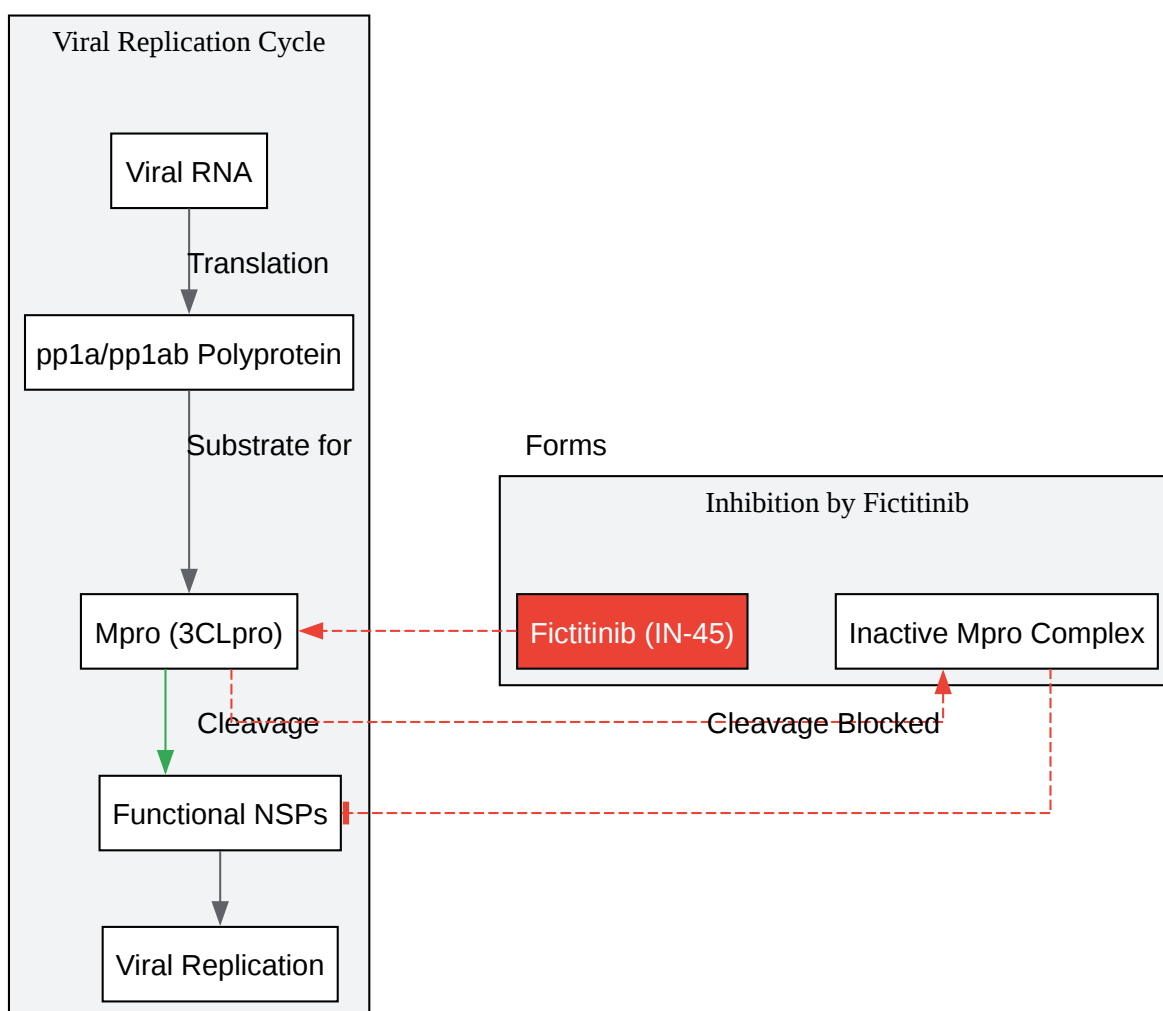 Viral Replication Cycle
Viral RNA
Translation
pp1a/pp1ab Polyprotein
Substrate for
Forms
Inhibition by Fictitinib
Mpro (3CLpro)
Fictitinib (IN-45)
Inactive Mpro Complex
Cleavage
Cleavage Blocked
Functional NSPs
Viral Replication